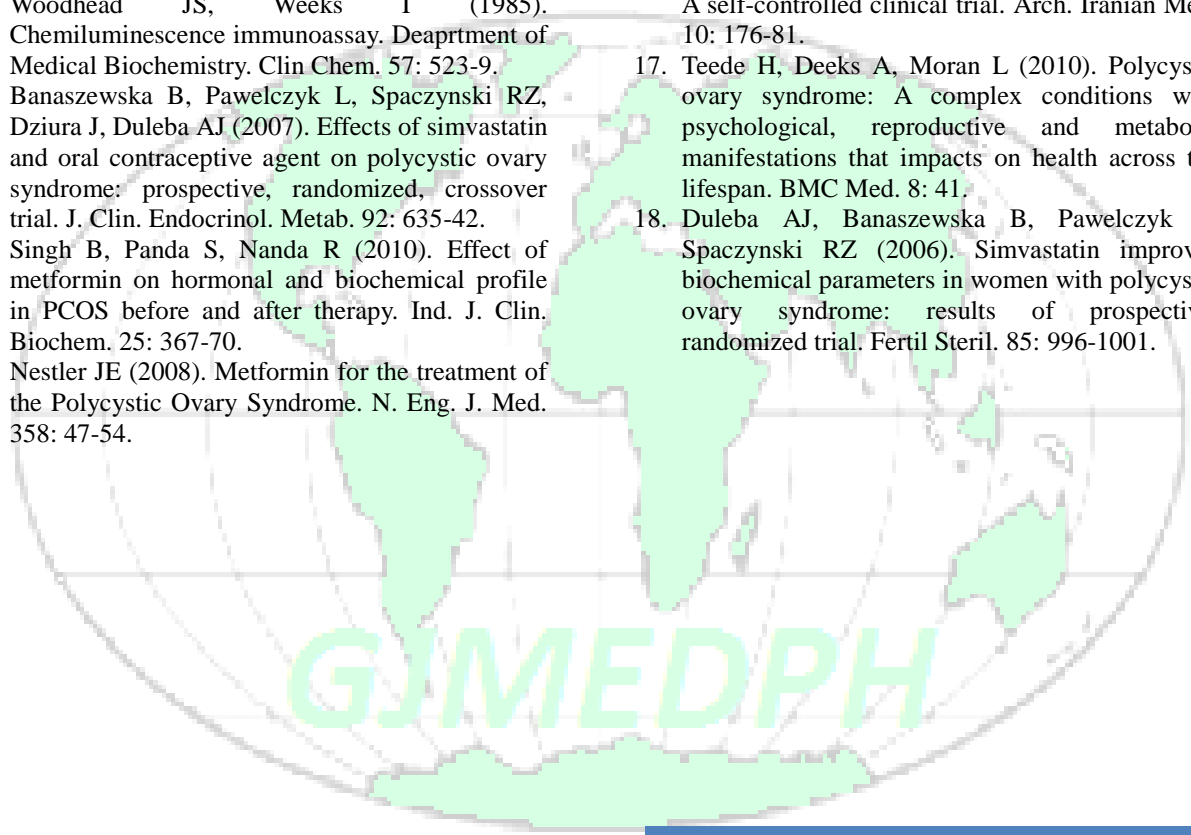 Woodhead JS, Weeks I (1985).
Chemiluminescence immunoassay. Deaprtment of
Medical Biochemistry. Clin Chem. 57: 523-9.
Banaszewska B, Pawelczyk L, Spaczynski RZ,
Dziura J, Duleba AJ (2007). Effects of simvastatin
and oral contraceptive agent on polycystic ovary
syndrome: prospective, randomized, crossover
trial. J. Clin. Endocrinol. Metab. 92: 635-42.
Singh B, Panda S, Nanda R (2010). Effect of
metformin on hormonal and biochemical profile
in PCOS before and after therapy. Ind. J. Clin.
Biochem. 25: 367-70.
Nestler JE (2008). Metformin for the treatment of
the Polycystic Ovary Syndrome. N. Eng. J. Med.
358: 47-54.
A self-controlled clinical trial. Arch. Iranian Me
10: 176-81.
17. Teede H, Deeks A, Moran L (2010). Polycys
ovary syndrome: A complex conditions w
psychological, reproductive and metabo
manifestations that impacts on health across t
lifespan. BMC Med. 8: 41.
18. Duleba AJ, Banaszewska B, Pawelczyk
Spaczynski RZ (2006). Simvastatin improv
biochemical parameters in women with polycys
ovary syndrome: results of prospectiv
randomized trial. Fertil Steril. 85: 996-1001.
GJMEDPH